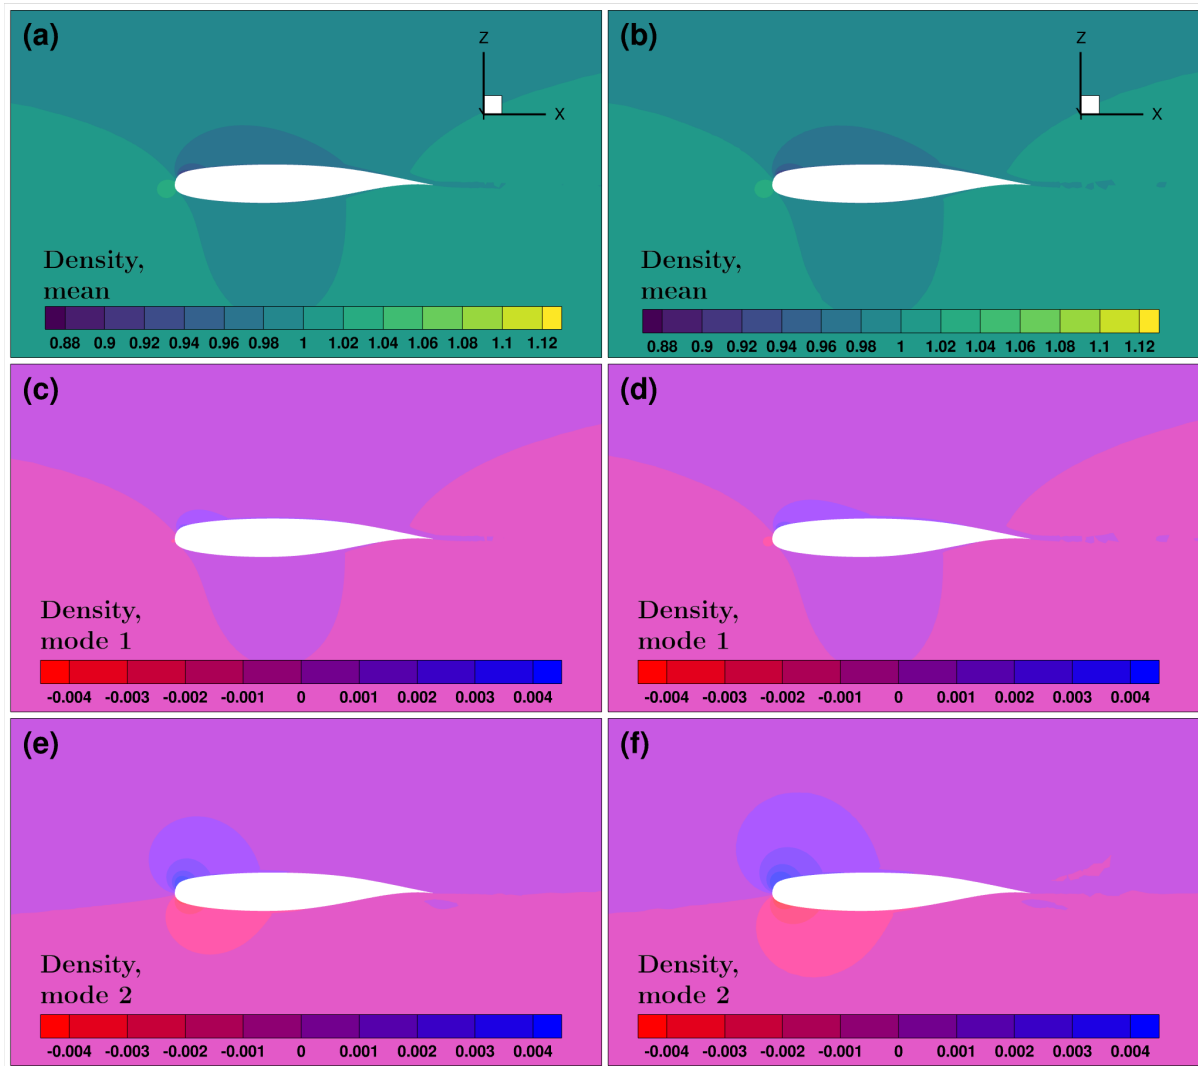 (a)
Z
Y X
Density,
mean
0.88 0.9 0.92 0.94 0.96 0.98 1 1.02 1.04 1.06 1.08 1.1 1.12
(b)
Z
Y X
Density,
mean
0.88 0.9 0.92 0.94 0.96 0.98 1 1.02 1.04 1.06 1.08 1.1 1.12
(c)
Density,
mode 1
-0.004 -0.003 -0.002 -0.001 0 0.001 0.002 0.003 0.004
(d)
Density,
mode 1
-0.004 -0.003 -0.002 -0.001 0 0.001 0.002 0.003 0.004
(e)
Density,
mode 2
-0.004 -0.003 -0.002 -0.001 0 0.001 0.002 0.003 0.004
(f)
Density,
mode 2
-0.004 -0.003 -0.002 -0.001 0 0.001 0.002 0.003 0.004